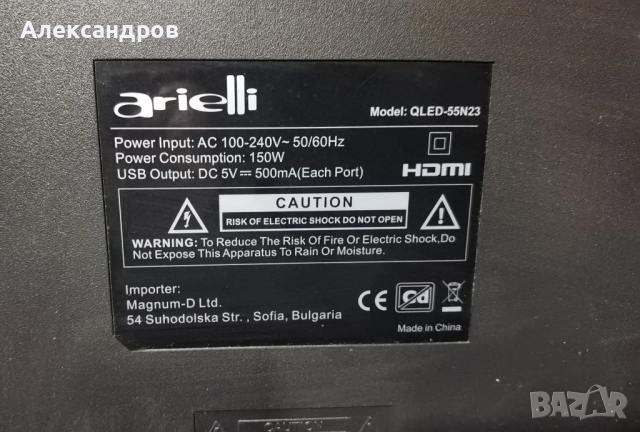 Александров
arielli
Model: QLED-55N23
Power Input: AC 100-240V~ 50/60Hz
Power Consumption: 150W
USB Output: DC 5V⎓ 500mA(Each Port)
HDMI
CAUTION
RISK OF ELECTRIC SHOCK DO NOT OPEN
WARNING: To Reduce The Risk Of Fire Or Electric Shock,Do
Not Expose This Apparatus To Rain Or Moisture.
Importer:
Magnum-D Ltd.
54 Suhodolska Str. , Sofia, Bulgaria
CE
Cd
Made in China
CAUTION
BAZAR